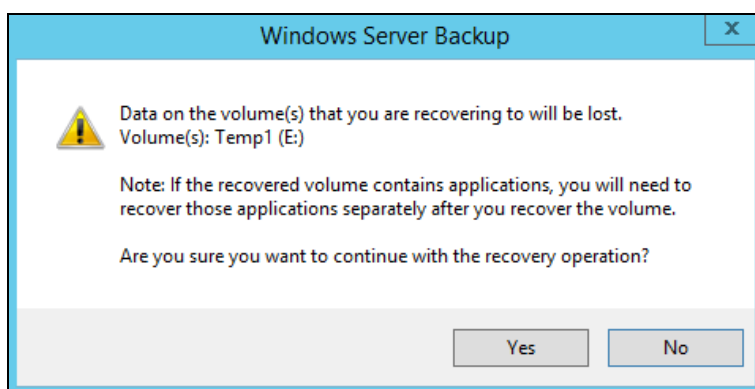 Windows Server Backup
x
Data on the volume(s) that you are recovering to will be lost.
Volume(s): Temp1 (E:)
Note: If the recovered volume contains applications, you will need to
recover those applications separately after you recover the volume.
Are you sure you want to continue with the recovery operation?
Yes
No